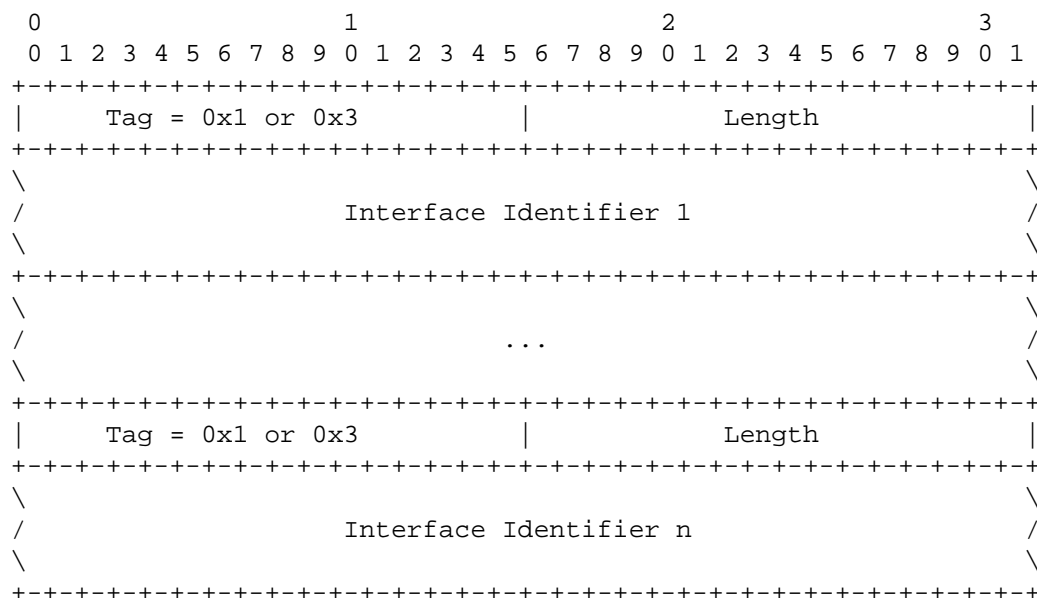 0                   1                   2                   3
 0 1 2 3 4 5 6 7 8 9 0 1 2 3 4 5 6 7 8 9 0 1 2 3 4 5 6 7 8 9 0 1
+-+-+-+-+-+-+-+-+-+-+-+-+-+-+-+-+-+-+-+-+-+-+-+-+-+-+-+-+-+-+-+-+
|     Tag = 0x1 or 0x3          |            Length             |
+-+-+-+-+-+-+-+-+-+-+-+-+-+-+-+-+-+-+-+-+-+-+-+-+-+-+-+-+-+-+-+-+
\                                                               \
/                    Interface Identifier 1                     /
\                                                               \
+-+-+-+-+-+-+-+-+-+-+-+-+-+-+-+-+-+-+-+-+-+-+-+-+-+-+-+-+-+-+-+-+
\                                                               \
/                              ...                              /
\                                                               \
+-+-+-+-+-+-+-+-+-+-+-+-+-+-+-+-+-+-+-+-+-+-+-+-+-+-+-+-+-+-+-+-+
|     Tag = 0x1 or 0x3          |            Length             |
+-+-+-+-+-+-+-+-+-+-+-+-+-+-+-+-+-+-+-+-+-+-+-+-+-+-+-+-+-+-+-+-+
\                                                               \
/                    Interface Identifier n                     /
\                                                               \
+-+-+-+-+-+-+-+-+-+-+-+-+-+-+-+-+-+-+-+-+-+-+-+-+-+-+-+-+-+-+-+-+